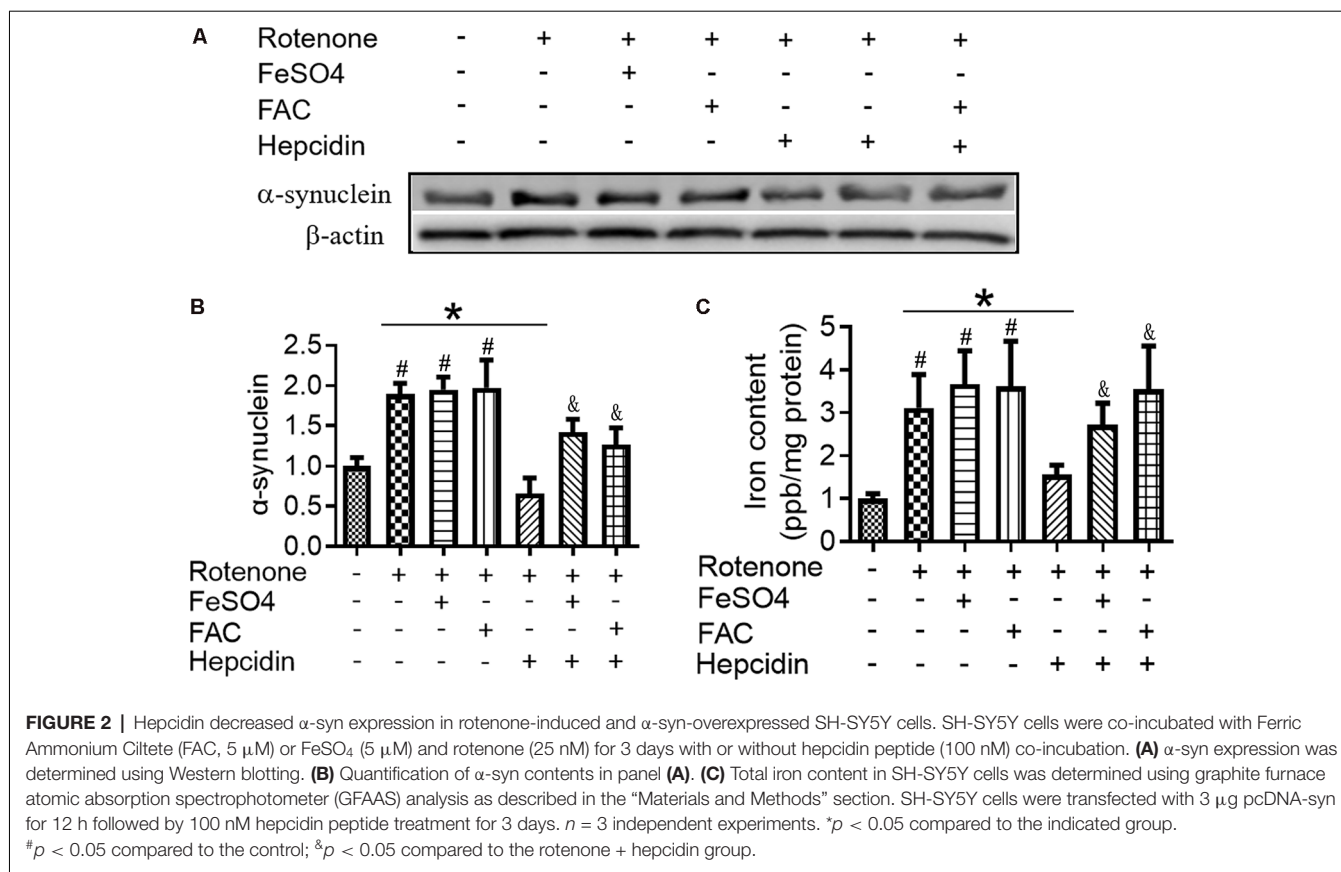 A
Rotenone - + + + + + +
FeSO4 - - + - - - -
FAC - - - + - - +
Hepcidin - - - - + + +
α-synuclein
β-actin
B
*
α-synuclein
2.5
2.0
1.5
1.0
0.5
0.0
# # # & &
Rotenone - + + + + + +
FeSO4 - - + - - + -
FAC - - - + - - +
Hepcidin - - - - + + +
C
*
Iron content
(ppb/mg protein)
5
4
3
2
1
0
# # # & &
Rotenone - + + + + + +
FeSO4 - - + - - + -
FAC - - - + - - +
Hepcidin - - - - + + +
FIGURE 2 | Hepcidin decreased α-syn expression in rotenone-induced and α-syn-overexpressed SH-SY5Y cells. SH-SY5Y cells were co-incubated with Ferric
Ammonium Ciltete (FAC, 5 μM) or FeSO₄ (5 μM) and rotenone (25 nM) for 3 days with or without hepcidin peptide (100 nM) co-incubation. (A) α-syn expression was
determined using Western blotting. (B) Quantification of α-syn contents in panel (A). (C) Total iron content in SH-SY5Y cells was determined using graphite furnace
atomic absorption spectrophotometer (GFAAS) analysis as described in the “Materials and Methods” section. SH-SY5Y cells were transfected with 3 μg pcDNA-syn
for 12 h followed by 100 nM hepcidin peptide treatment for 3 days. n = 3 independent experiments. *p < 0.05 compared to the indicated group.
#p < 0.05 compared to the control; &p < 0.05 compared to the rotenone + hepcidin group.